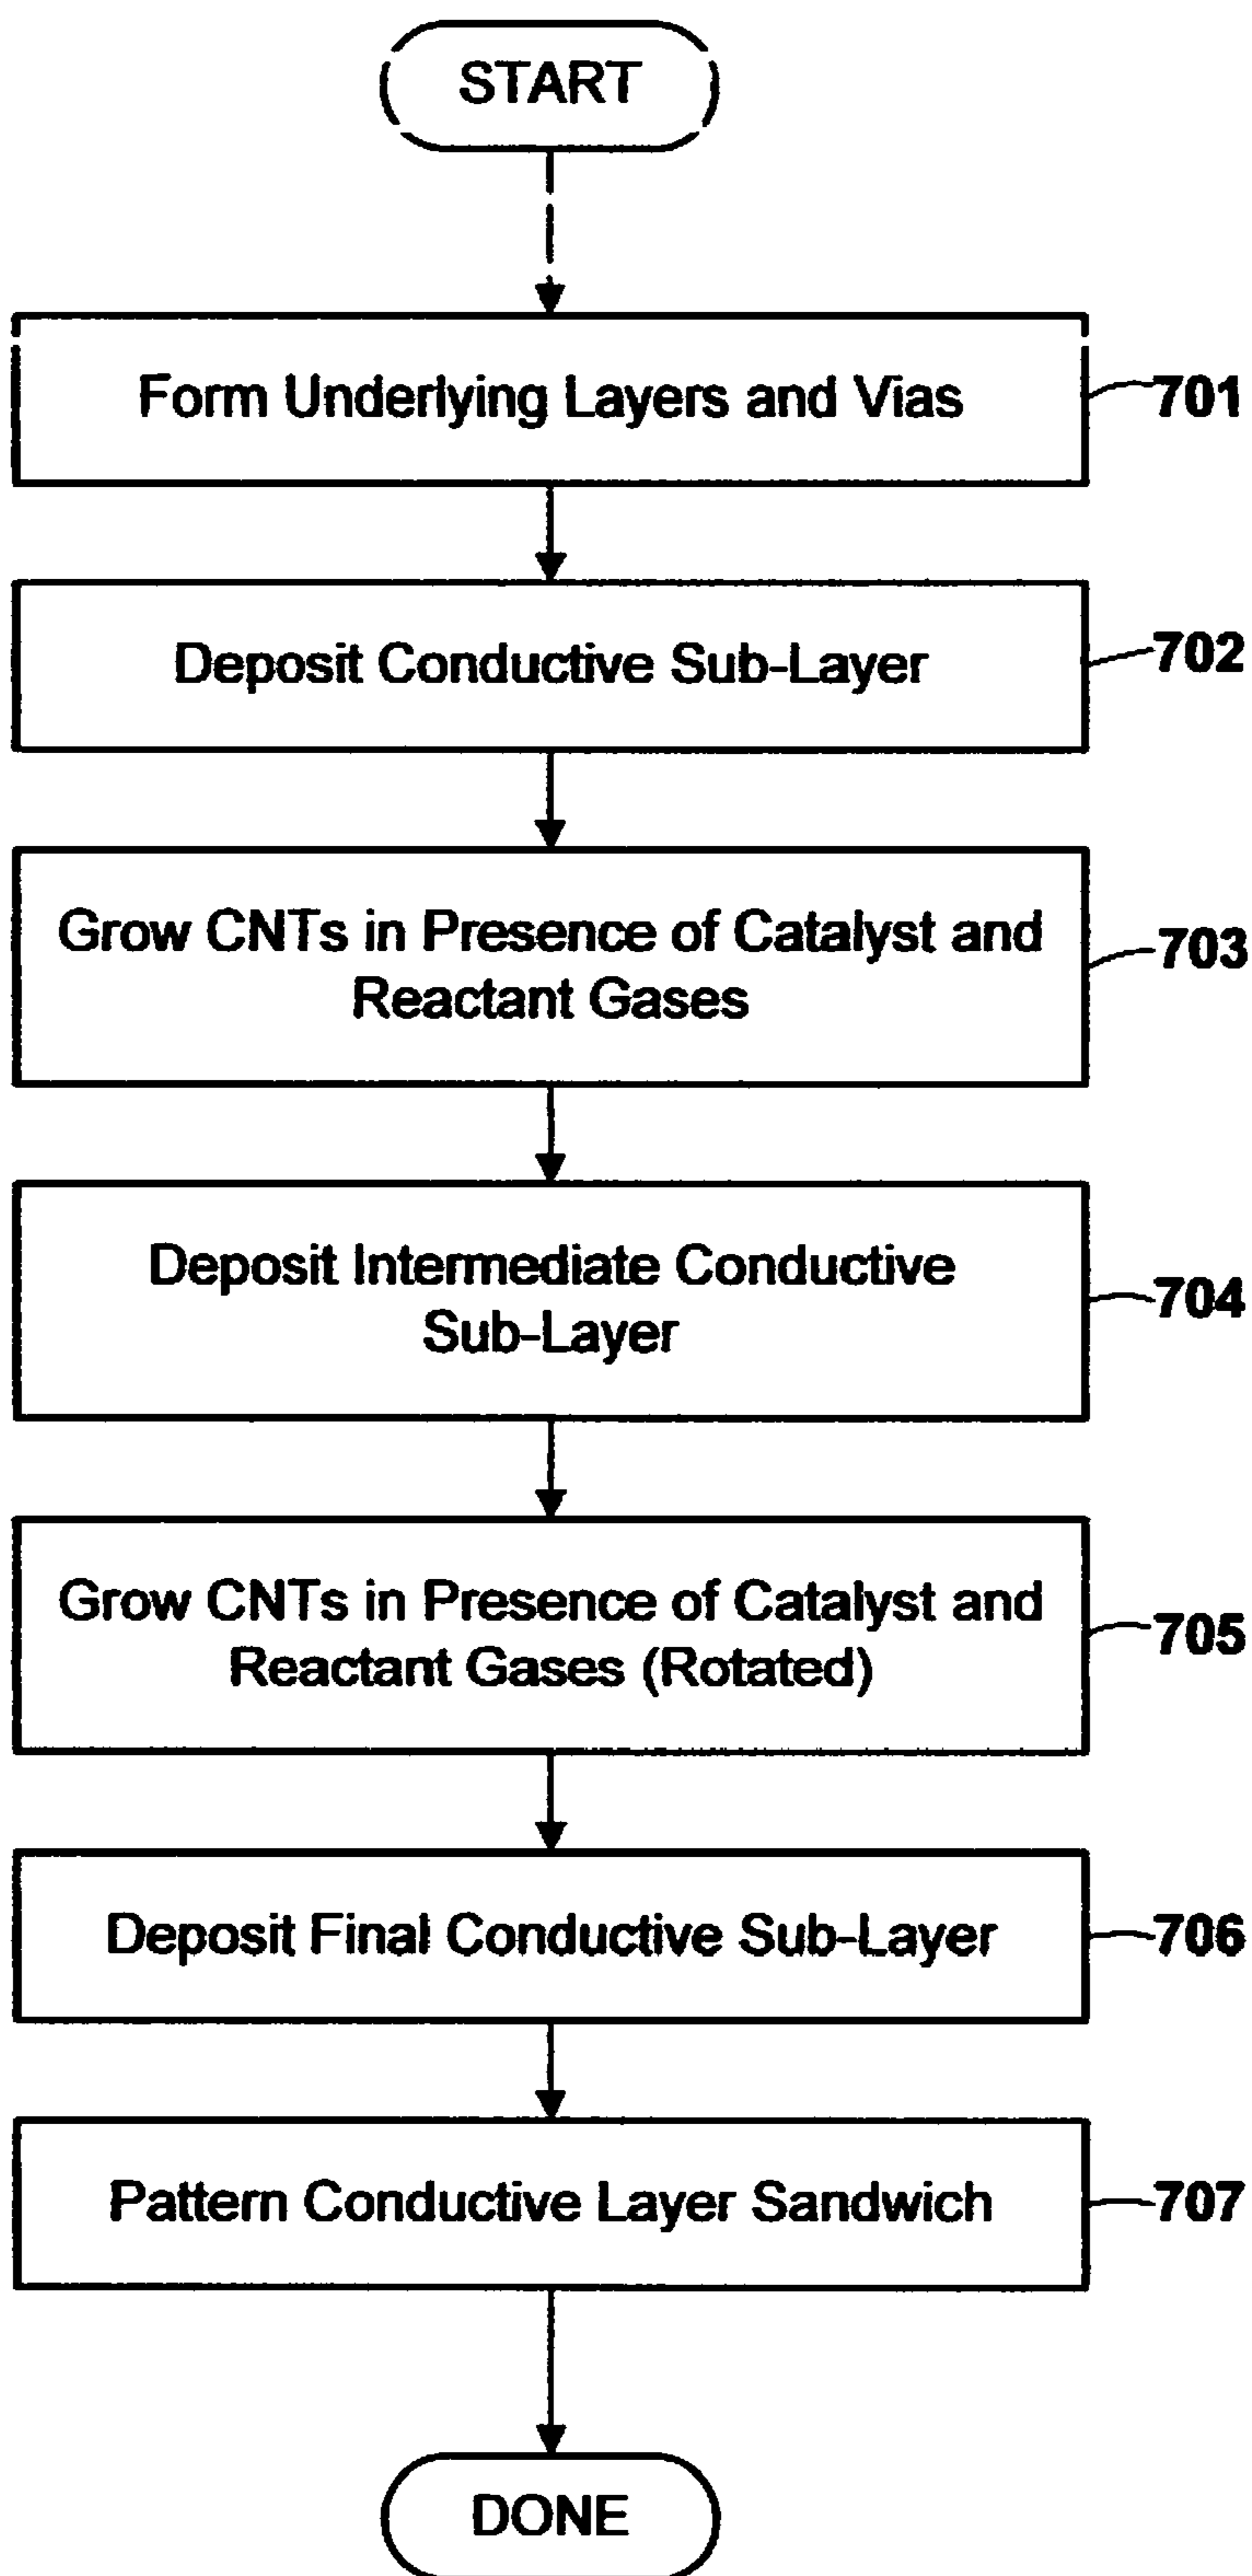 START
Form Underlying Layers and Vias
701
Deposit Conductive Sub-Layer
702
Grow CNTs in Presence of Catalyst and
Reactant Gases
703
Deposit Intermediate Conductive
Sub-Layer
704
Grow CNTs in Presence of Catalyst and
Reactant Gases (Rotated)
705
Deposit Final Conductive Sub-Layer
706
Pattern Conductive Layer Sandwich
707
DONE